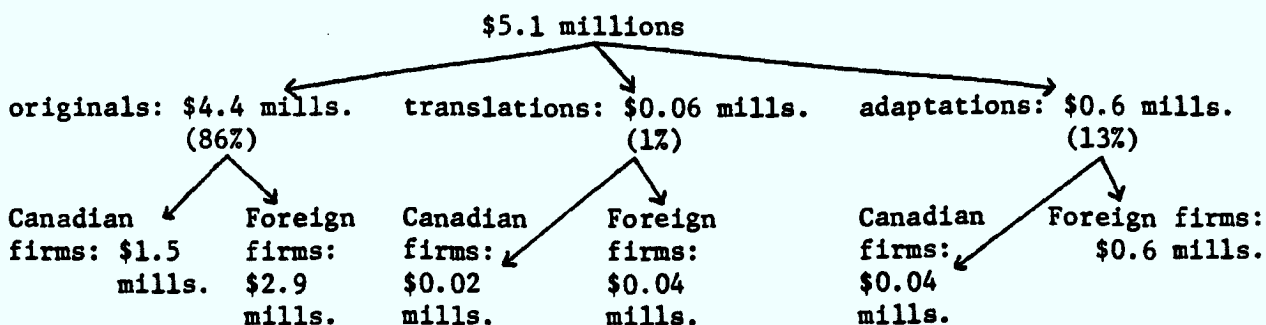 $5.1 millions
originals: $4.4 mills. translations: $0.06 mills. adaptations: $0.6 mills.
(86%) (1%) (13%)
Canadian Foreign Canadian Foreign Canadian Foreign firms:
firms: $1.5 firms: firms: firms: firms: $0.6 mills.
mills. $2.9 $0.02 $0.04 $0.04
mills. mills. mills. mills.